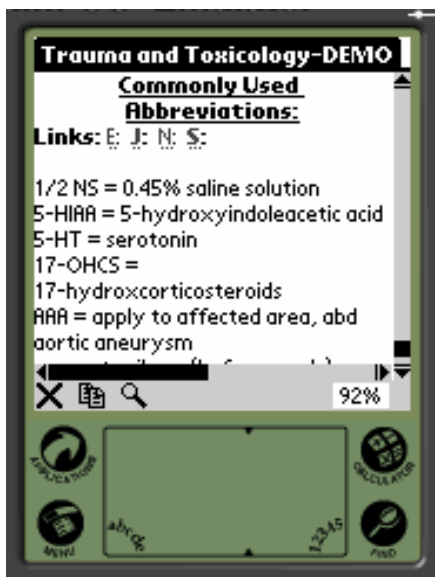 Trauma and Toxicology-DEMO
Commonly Used
Abbreviations:
Links: E: J: N: S:
1/2 NS = 0.45% saline solution
5-HIAA = 5-hydroxyindoleacetic acid
5-HT = serotonin
17-OHCS =
17-hydroxcorticosteroids
AAA = apply to affected area, abd
aortic aneurysm
92%
APPLICATIONS
CALCULATOR
abcde
12345
MENU
FIND